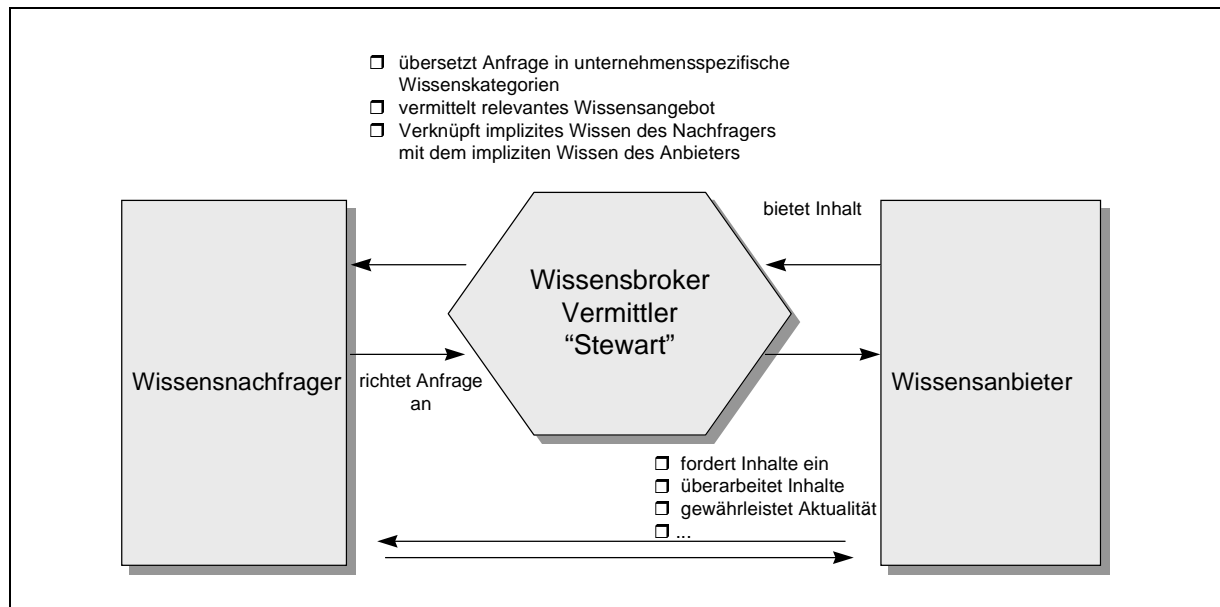 ❐ übersetzt Anfrage in unternehmensspezifische
Wissenskategorien
❐ vermittelt relevantes Wissensangebot
❐ Verknüpft implizites Wissen des Nachfragers
mit dem impliziten Wissen des Anbieters
bietet Inhalt
Wissensbroker
Vermittler
“Stewart”
Wissensnachfrager
richtet Anfrage
an
Wissensanbieter
❐ fordert Inhalte ein
❐ überarbeitet Inhalte
❐ gewährleistet Aktualität
❐ ...